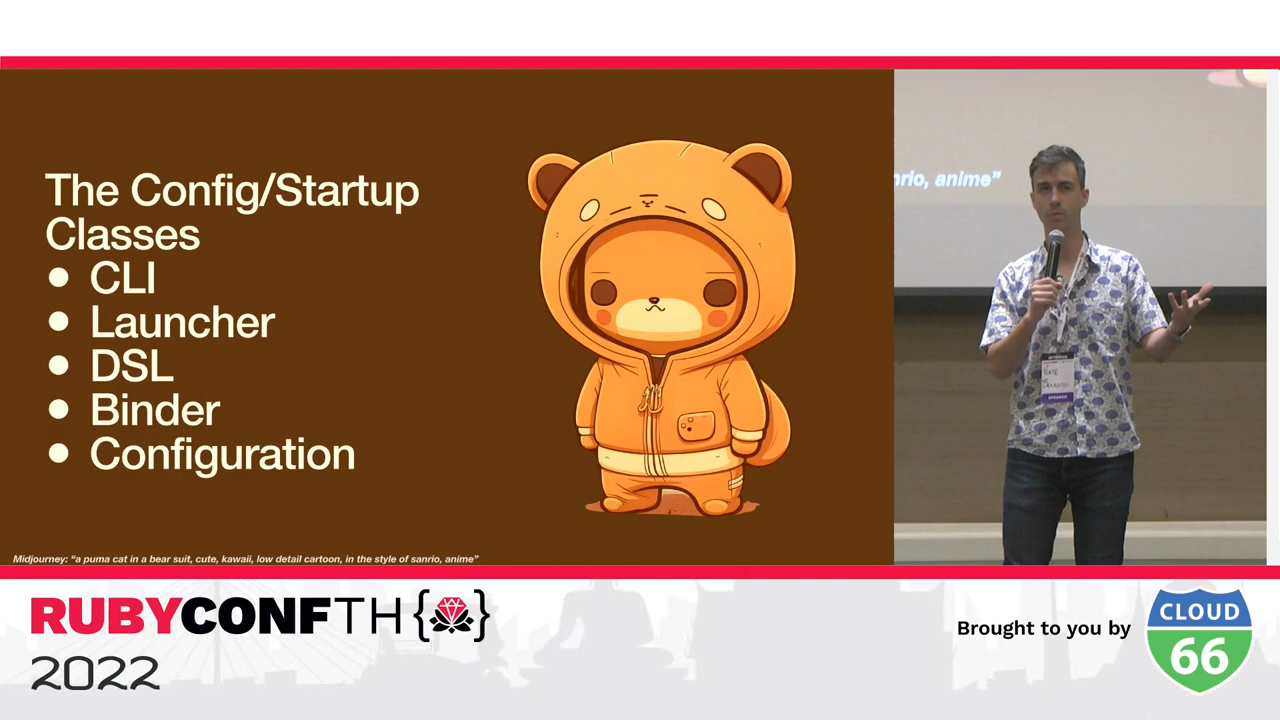 The Config/Startup
Classes
• CLI
• Launcher
• DSL
• Binder
• Configuration
Midjourney: “a puma cat in a bear suit, cute, kawaii, low detail cartoon, in the style of sanrio, anime”
nrio, anime”
SPEAKER
RUBYCONFTH
2022
Brought to you by
CLOUD
66